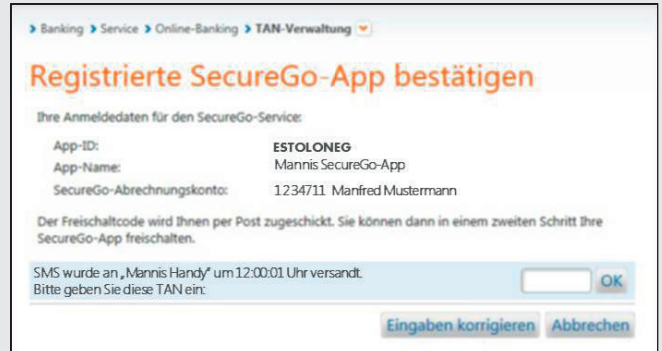 Banking Service Online-Banking TAN-Verwaltung
Registrierte SecureGo-App bestätigen
Ihre Anmeldedaten für den SecureGo-Service:
App-ID: ESTOLONEG
App-Name: Mannis SecureGo-App
SecureGo-Abrechnungskonto: 1234711 Manfred Mustermann
Der Freischaltcode wird Ihnen per Post zugeschickt. Sie können dann in einem zweiten Schritt Ihre
SecureGo-App freischalten.
SMS wurde an „Mannis Handy" um 12:00:01 Uhr versandt.
Bitte geben Sie diese TAN ein: OK
Eingaben korrigieren Abbrechen